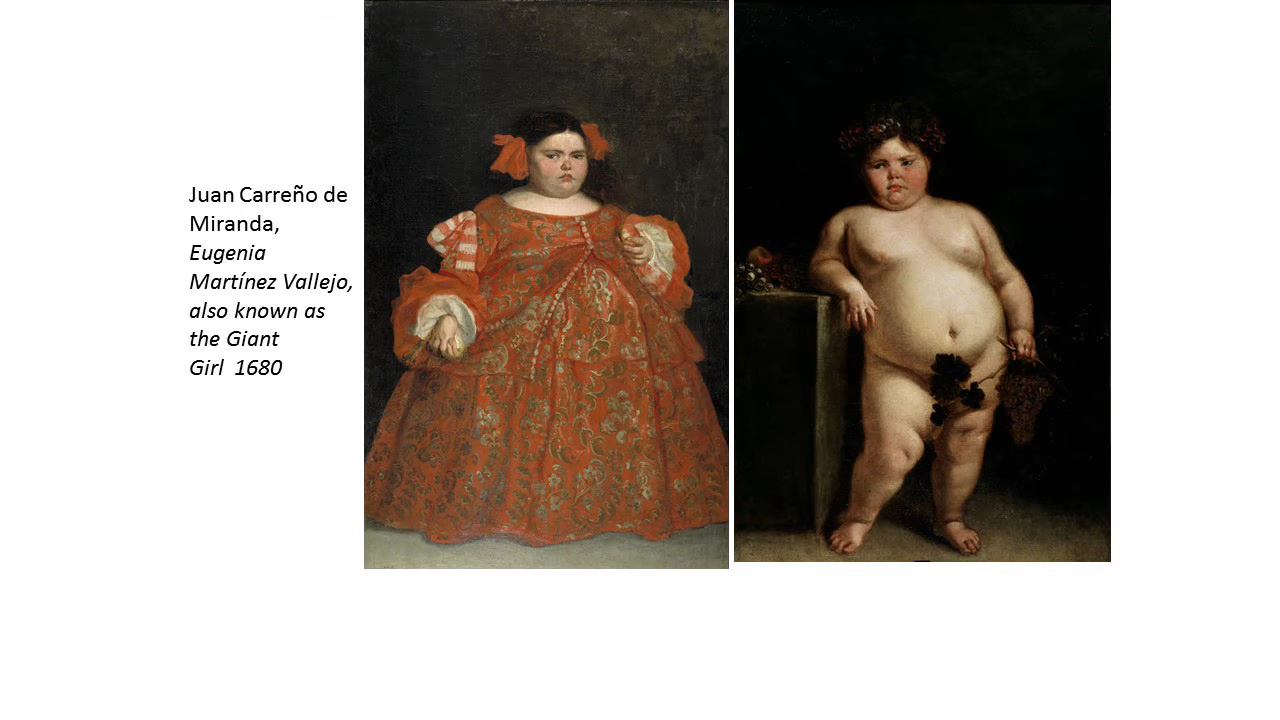 Juan Carreño de
Miranda,
Eugenia
Martínez Vallejo,
also known as
the Giant
Girl 1680